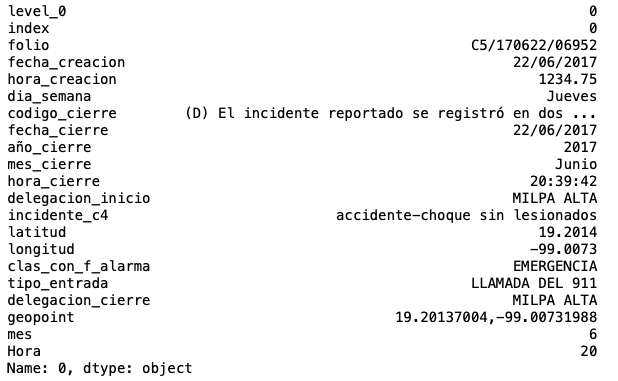 level_0 0
index 0
folio C5/170622/06952
fecha_creacion 22/06/2017
hora_creacion 1234.75
dia_semana Jueves
codigo_cierre (D) El incidente reportado se registró en dos ...
fecha_cierre 22/06/2017
año_cierre 2017
mes_cierre Junio
hora_cierre 20:39:42
delegacion_inicio MILPA ALTA
incidente_c4 accidente-choque sin lesionados
latitud 19.2014
longitud -99.0073
clas_con_f_alarma EMERGENCIA
tipo_entrada LLAMADA DEL 911
delegacion_cierre MILPA ALTA
geopoint 19.20137004,-99.00731988
mes 6
Hora 20
Name: 0, dtype: object